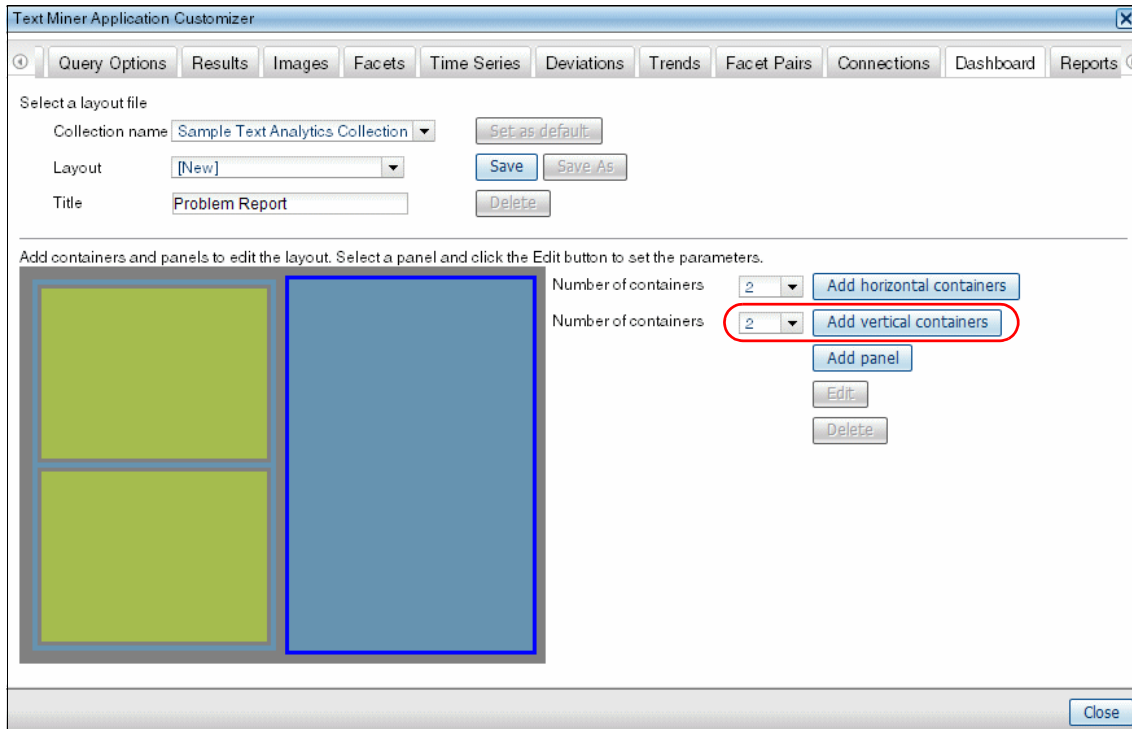 Text Miner Application Customizer
Query Options Results Images Facets Time Series Deviations Trends Facet Pairs Connections Dashboard Reports
Select a layout file
Collection name Sample Text Analytics Collection Set as default
Layout [New] Save Save As
Title Problem Report Delete
Add containers and panels to edit the layout. Select a panel and click the Edit button to set the parameters.
Number of containers 2 Add horizontal containers
Number of containers 2 Add vertical containers
Add panel
Edit
Delete
Close